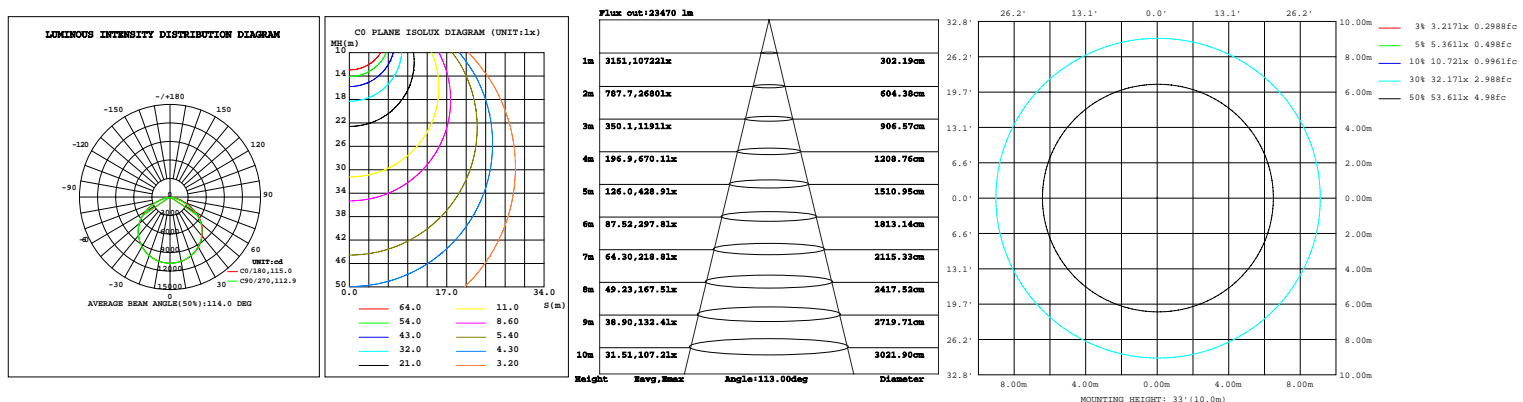 LUMINOUS INTENSITY DISTRIBUTION DIAGRAM
-/+180
-150
150
-120
120
-90
90
60
-30
30
0
0
3000
6000
9000
12000
15000
UNIT:cd
C0/180,115.0
C90/270,112.9
AVERAGE BEAM ANGLE(50%):114.0 DEG
C0 PLANE ISOLUX DIAGRAM (UNIT:lx)
MH(m)
10
14
18
22
26
30
34
38
42
46
50
0.0
17.0
34.0
S(m)
64.0
11.0
54.0
8.60
43.0
5.40
32.0
4.30
21.0
3.20
Flux out:23470 lm
1m 3151,10722lx 302.19cm
2m 787.7,2680lx 604.38cm
3m 350.1,1191lx 906.57cm
4m 196.9,670.1lx 1208.76cm
5m 126.0,428.9lx 1510.95cm
6m 87.52,297.8lx 1813.14cm
7m 64.30,218.8lx 2115.33cm
8m 49.23,167.5lx 2417.52cm
9m 38.90,132.4lx 2719.71cm
10m 31.51,107.2lx 3021.90cm
Height Eavg,Emax Angle:113.00deg Diameter
26.2' 13.1' 0.0' 13.1' 26.2'
32.8' 10.00m
26.2' 8.00m
19.7' 6.00m
13.1' 4.00m
6.6' 2.00m
0.0' 0.00m
6.6' 2.00m
13.1' 4.00m
19.7' 6.00m
26.2' 8.00m
32.8' 10.00m
8.00m 4.00m 0.00m 4.00m 8.00m
MOUNTING HEIGHT: 33'(10.0m)
3% 3.217lx 0.2988fc
5% 5.361lx 0.498fc
10% 10.72lx 0.9961fc
30% 32.17lx 2.988fc
50% 53.61lx 4.98fc